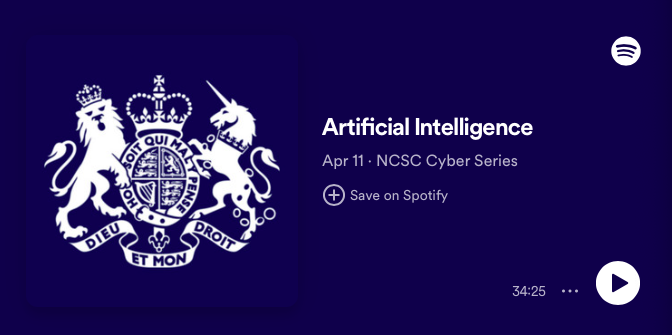 HONI SOIT QUI MAL Y PENSE
DIEU ET MON DROIT
Artificial Intelligence
Apr 11 · NCSC Cyber Series
Save on Spotify
34:25